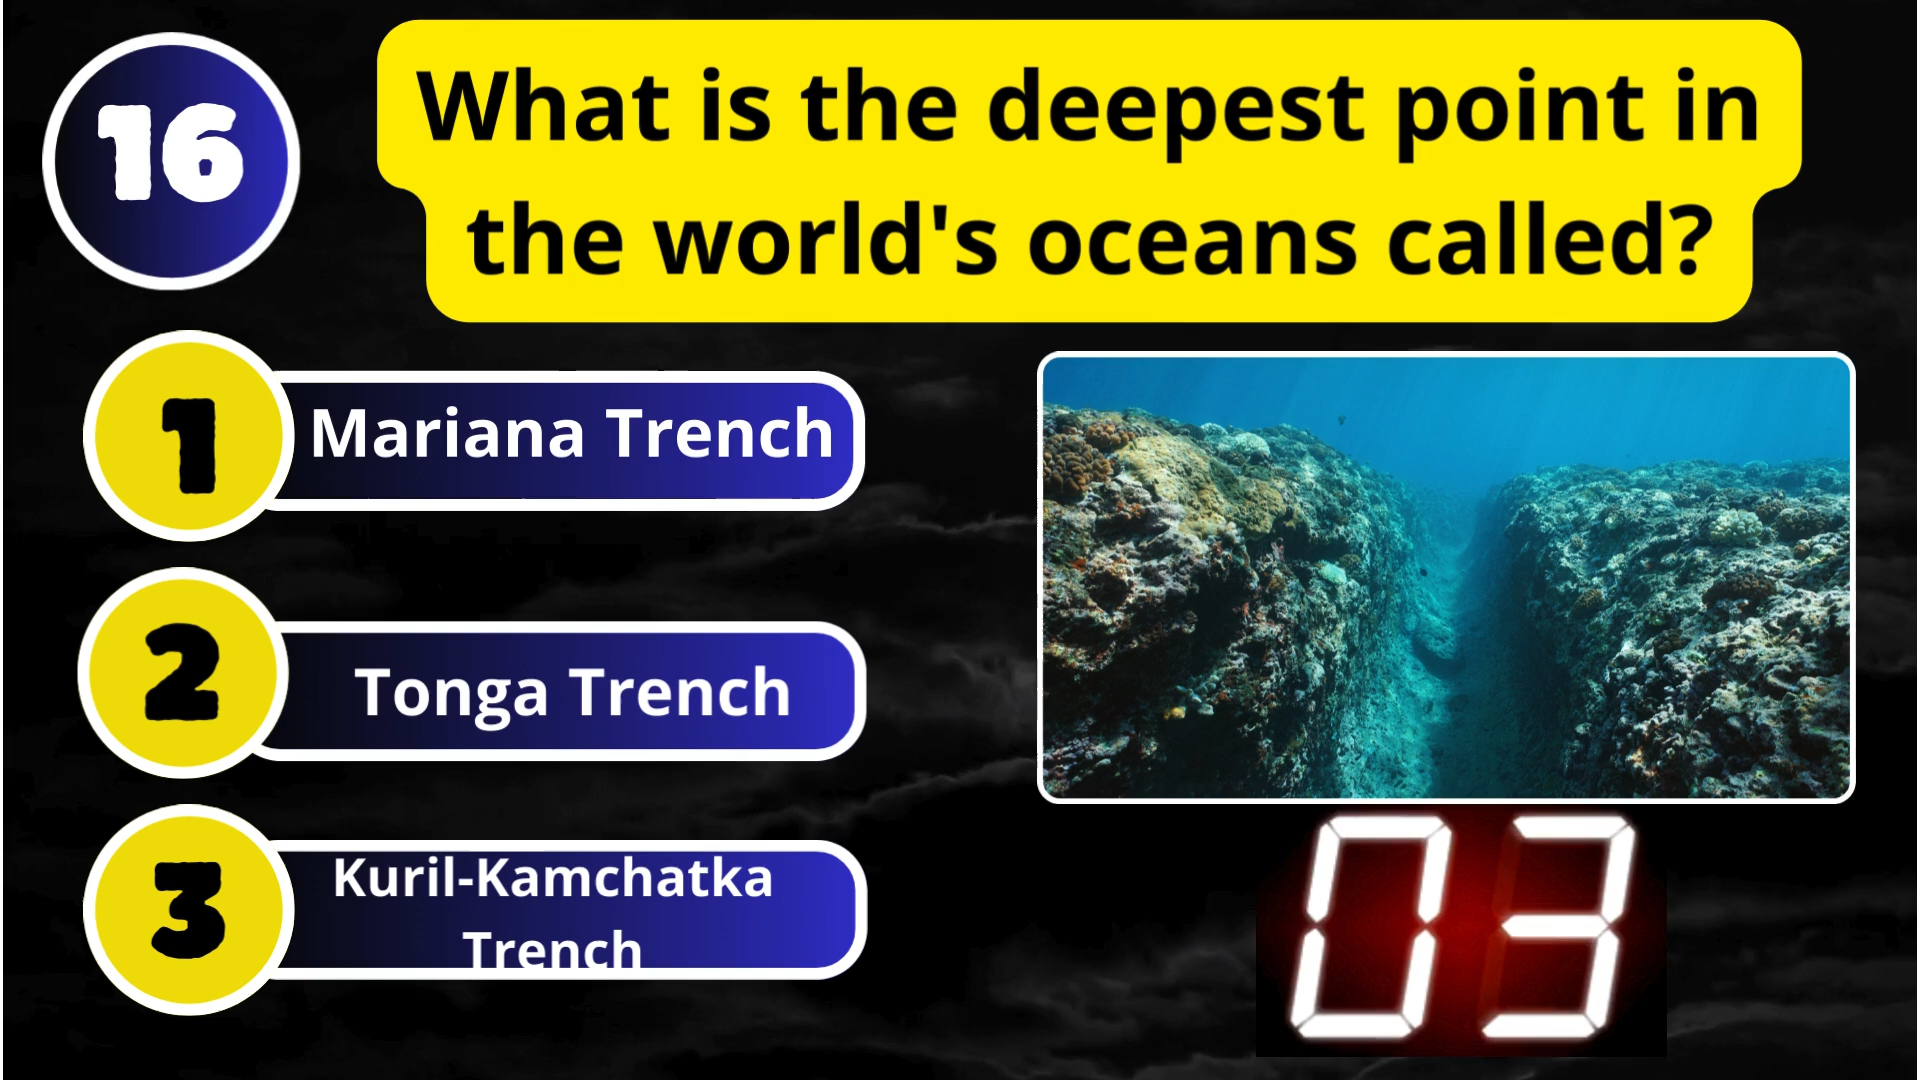 16
What is the deepest point in
the world's oceans called?
1
Mariana Trench
2
Tonga Trench
3
Kuril-Kamchatka
Trench
03